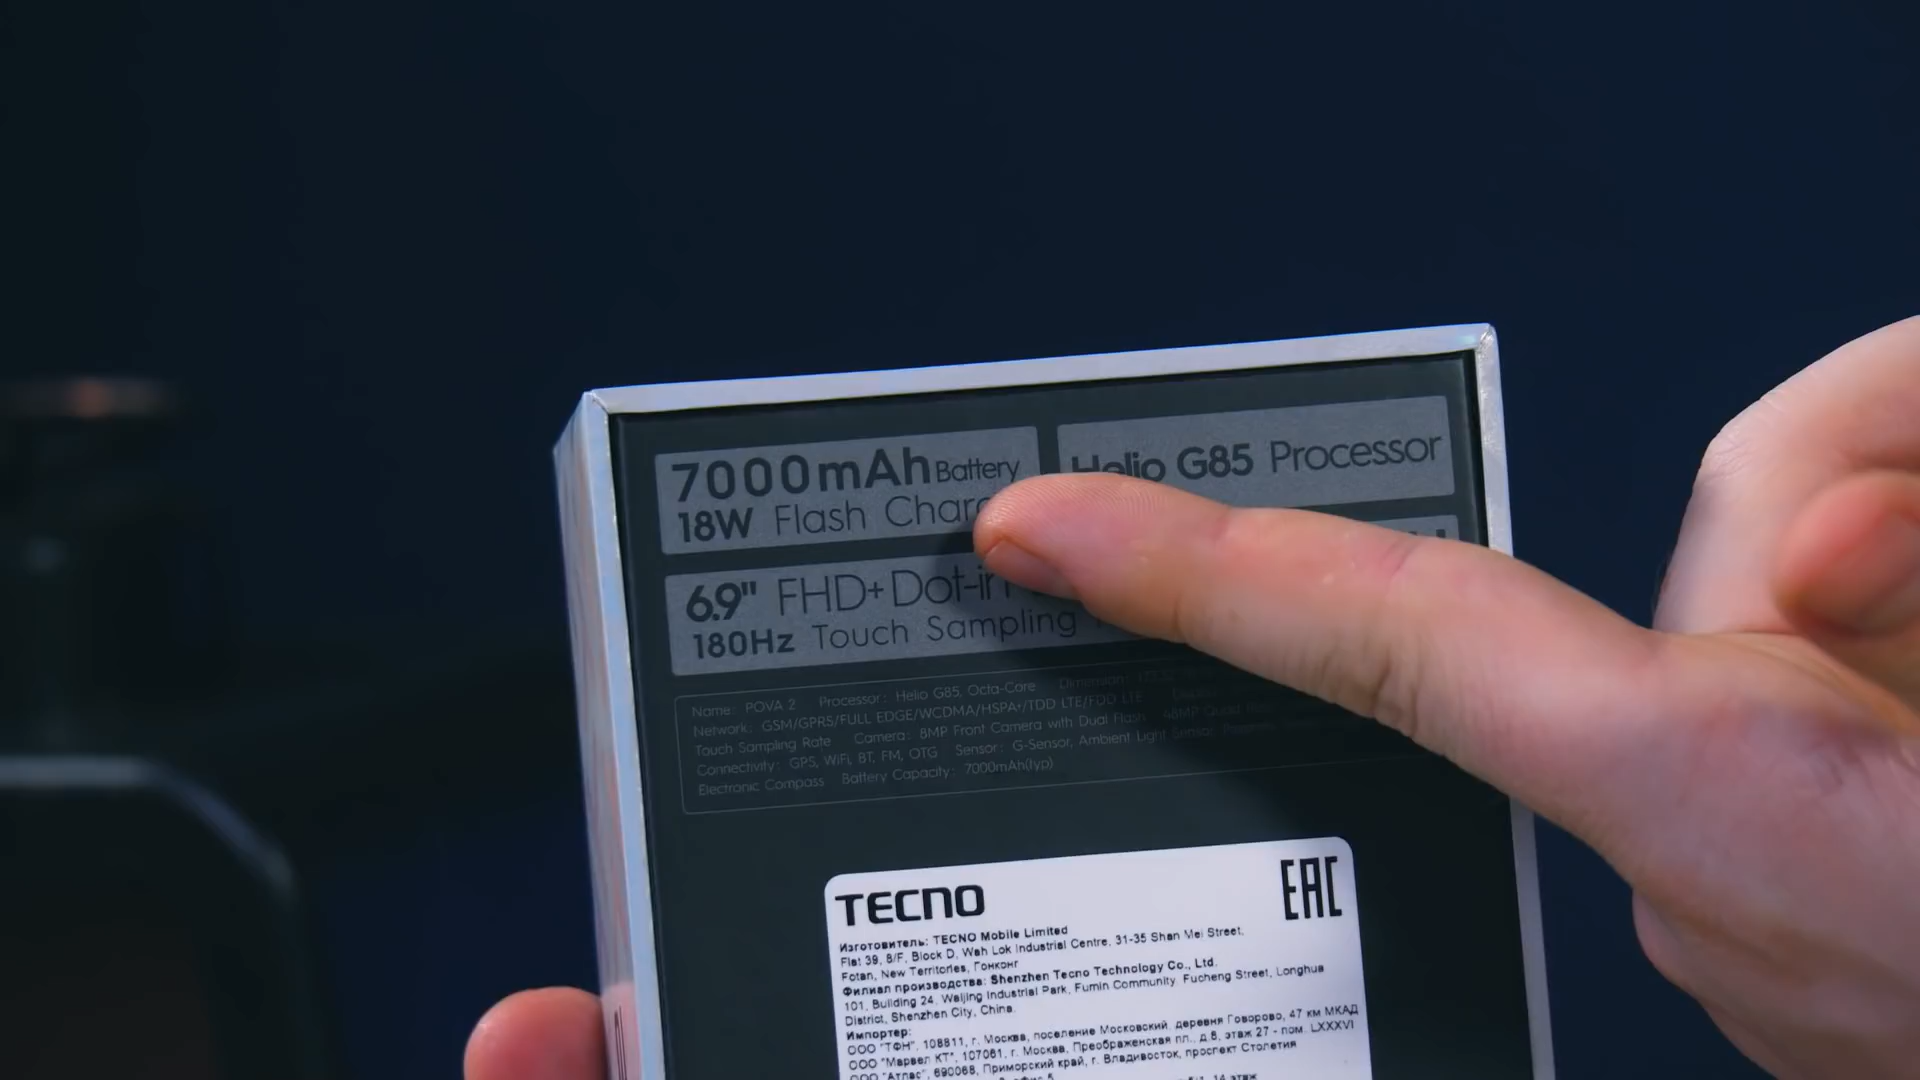 7000mAh Battery
18W Flash
Helio G85 Processor
6.9" FHD+
180Hz Touch Sampling
Name: POVA 2 Processor: Helio G85, Octa-Core Dimension:
Network: GSM/GPRS/FULL EDGE/WCDMA/HSPA+/TDD LTE/FDD LTE
Touch Sampling Rate Camera: 8MP Front Camera with Dual Flash 48MP Quad
Connectivity: GPS, WiFi, BT, FM, OTG Sensor: G-Sensor, Ambient Light Sensor
Electronic Compass Battery Capacity: 7000mAh(typ)
TECNO
EAC
Изготовитель: TECNO Mobile Limited
Flat 39, 8/F, Block D, Wah Lok Industrial Centre, 31-35 Shan Mei Street,
Fotan, New Territories, Гонконг
Филиал производства: Shenzhen Tecno Technology Co., Ltd.
101, Building 24, Waijing Industrial Park, Fumin Community, Fucheng Street, Longhua
District, Shenzhen City, China.
Импортер:
ООО "ТФН", 108811, г. Москва, поселение Московский, деревня Говорово, 47 км МКАД
ООО "Марвел КТ", 107061, г. Москва, Преображенская пл., д.8, этаж 27 - пом. LXXXVI
ООО "Атлас", 690068, Приморский край, г. Владивосток, проспект Столетия